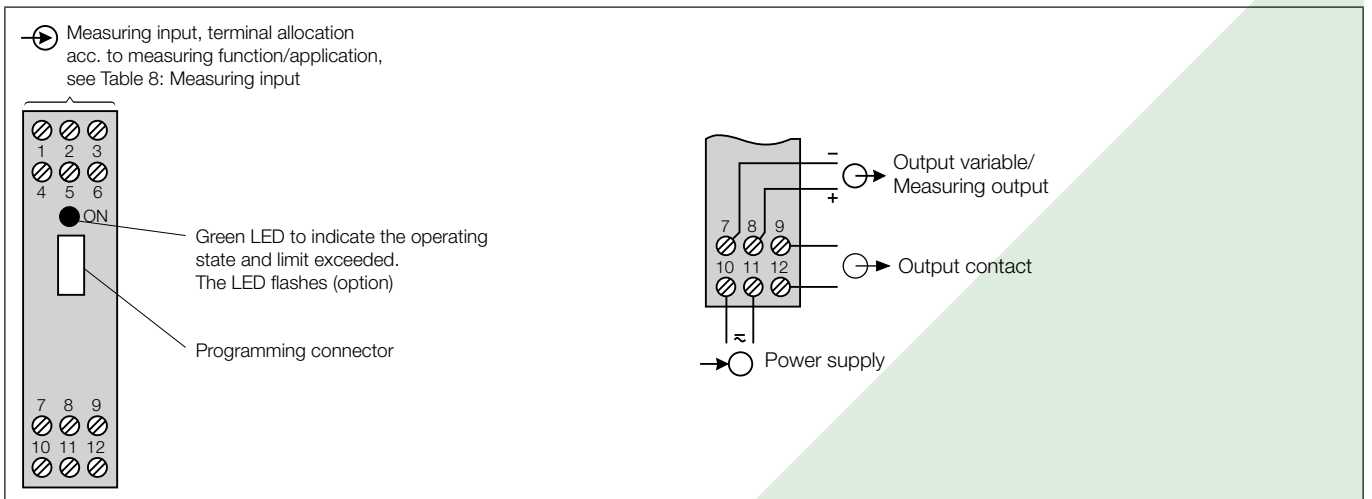 Measuring input, terminal allocation
acc. to measuring function/application,
see Table 8: Measuring input
1 2 3
4 5 6
ON
Green LED to indicate the operating
state and limit exceeded.
The LED flashes (option)
Programming connector
7 8 9
10 11 12
–
+
Output variable/
Measuring output
7 8 9
10 11 12
Output contact
Power supply